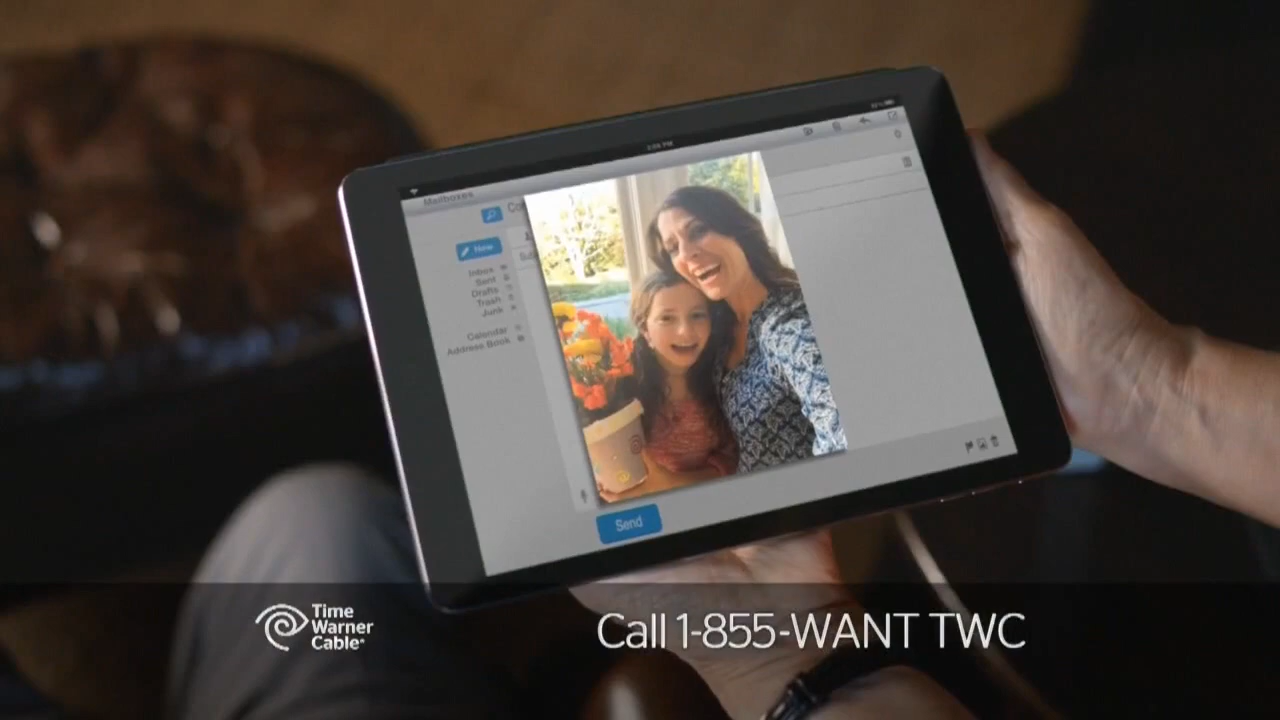 Mailboxes
New
Inbox
Sent
Drafts
Trash
Junk
Calendar
Address Book
Send
Time
Warner
Cable
Call 1-855-WANT TWC